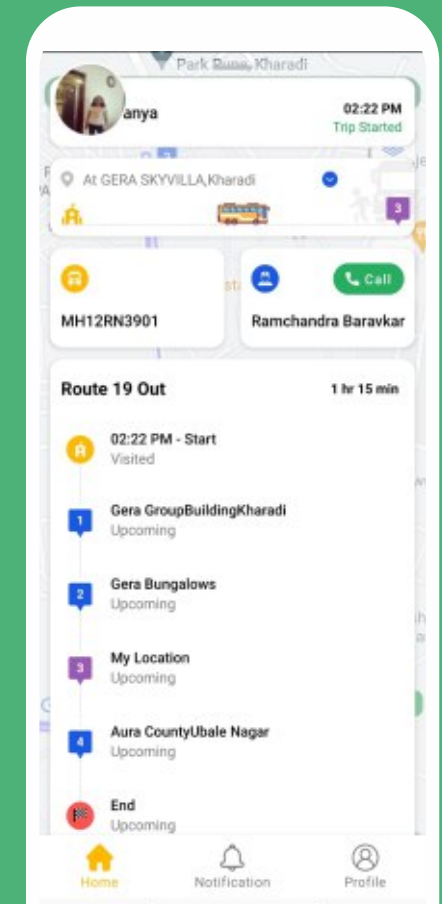 Park Kharadi
anya
02:22 PM
Trip Started
At GERA SKYVILLA,Kharadi
3
Call
MH12RN3901
Ramchandra Baravkar
Route 19 Out
1 hr 15 min
02:22 PM - Start
Visited
1
Gera GroupBuildingKharadi
Upcoming
2
Gera Bungalows
Upcoming
3
My Location
Upcoming
4
Aura CountyUbale Nagar
Upcoming
End
Upcoming
Home
Notification
Profile